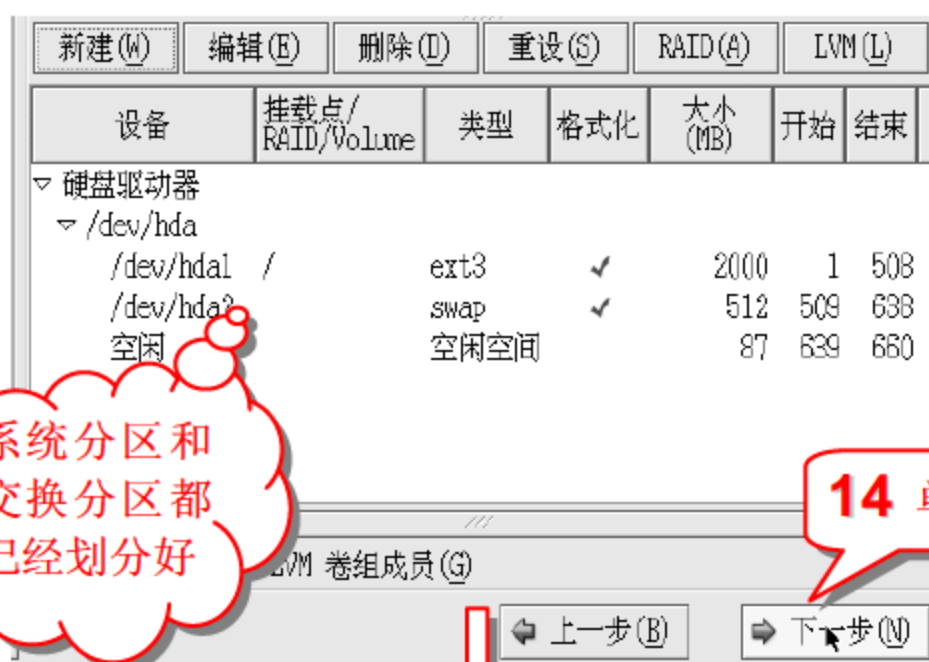 新建(W) 编辑(E) 删除(D) 重设(S) RAID(A) LVM(L)
设备 挂载点/ 类型 格式化 大小 开始 结束
RAID/Volume (MB)
硬盘驱动器
/dev/hda
/dev/hda1 / ext3 2000 1 508
/dev/hda2 swap 512 509 638
空闲 空闲空间 87 639 660
系统分区和
交换分区都
已经划分好
14 单
LVM 卷组成员(G)
上一步(B) 下一步(N)